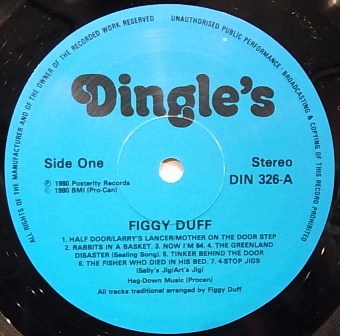 ALL RIGHTS OF THE MANUFACTURER AND OF THE OWNER OF THE RECORDED WORK RESERVED
UNAUTHORISED PUBLIC PERFORMANCE · BROADCASTING & COPYING OF THIS RECORD PROHIBITED
Dingle's
Side One
Stereo
DIN 326-A
℗ 1980 Posterity Records
© 1980 BMI (Pro-Can)
FIGGY DUFF
1. HALF DOOR/LARRY'S LANCER/MOTHER ON THE DOOR STEP
2. RABBITS IN A BASKET. 3. NOW I'M 64. 4. THE GREENLAND
DISASTER (Sealing Song). 5. TINKER BEHIND THE DOOR
6. THE FISHER WHO DIED IN HIS BED. 7. 4-STOP JIGS
(Sally's Jig/Art's Jig)
Hag-Down Music (Procan)
All tracks traditional arranged by Figgy Duff